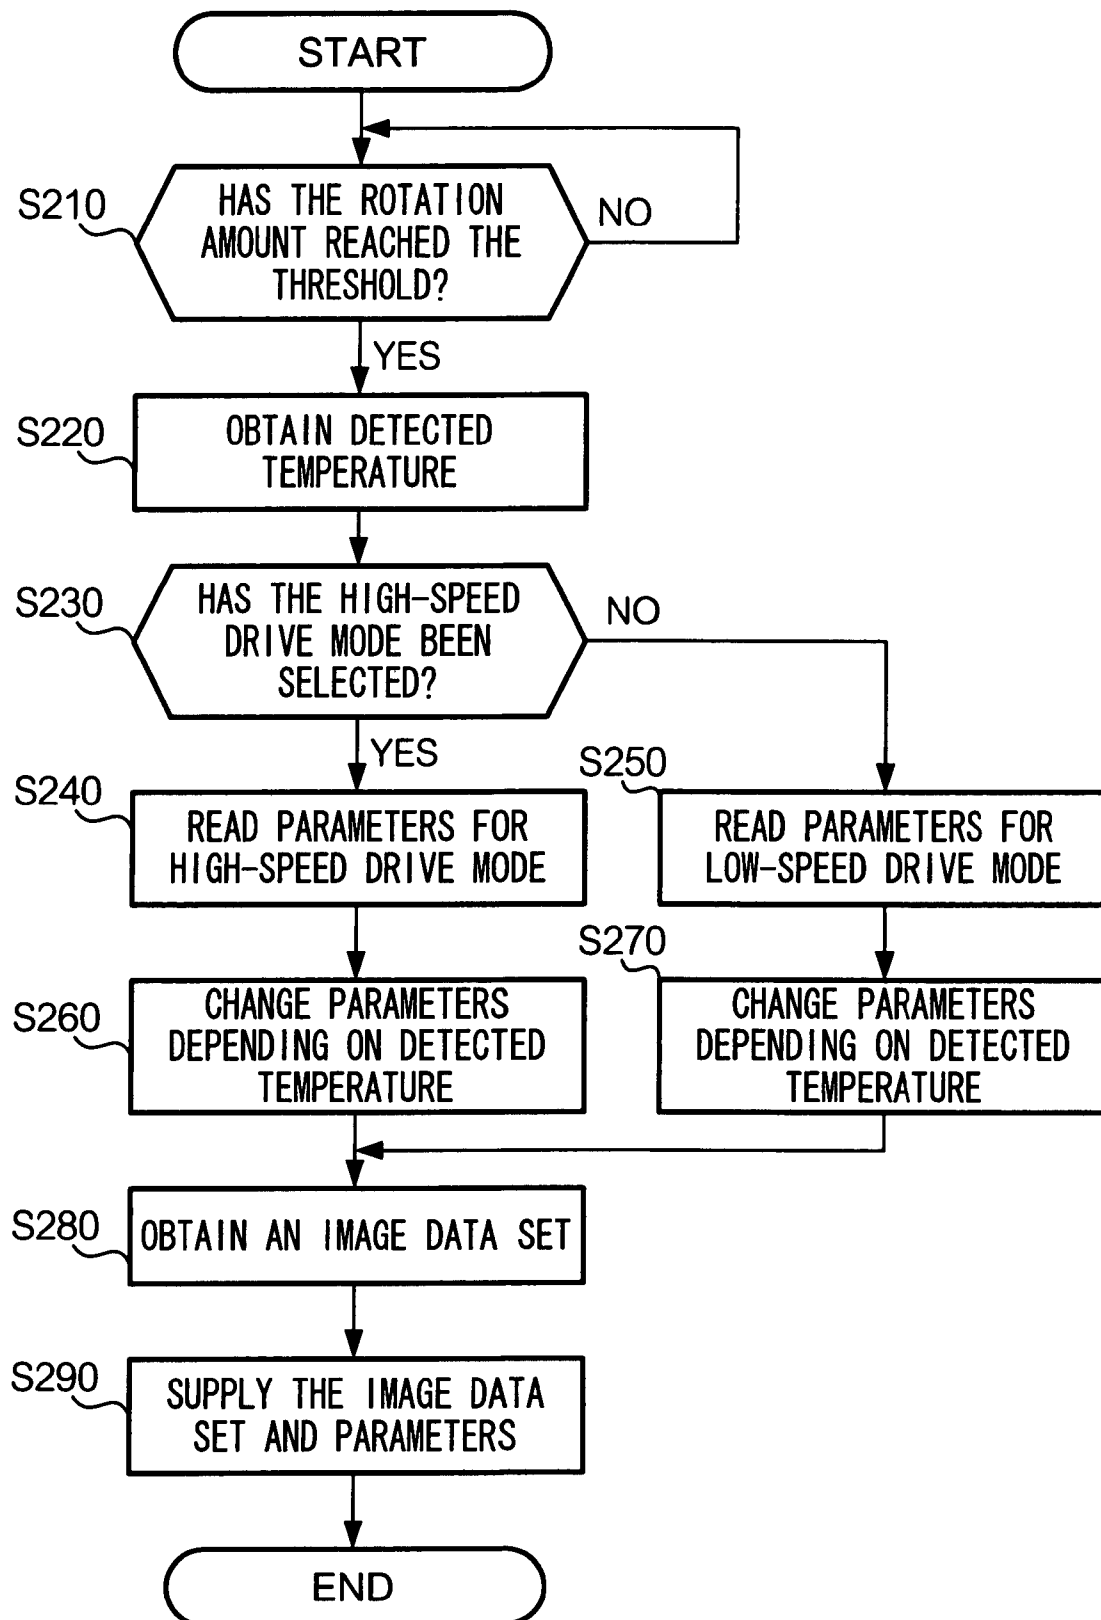 START
S210
HAS THE ROTATION
AMOUNT REACHED THE
THRESHOLD?
NO
YES
S220
OBTAIN DETECTED
TEMPERATURE
S230
HAS THE HIGH-SPEED
DRIVE MODE BEEN
SELECTED?
NO
YES
S240
READ PARAMETERS FOR
HIGH-SPEED DRIVE MODE
S250
READ PARAMETERS FOR
LOW-SPEED DRIVE MODE
S260
CHANGE PARAMETERS
DEPENDING ON DETECTED
TEMPERATURE
S270
CHANGE PARAMETERS
DEPENDING ON DETECTED
TEMPERATURE
S280
OBTAIN AN IMAGE DATA SET
S290
SUPPLY THE IMAGE DATA
SET AND PARAMETERS
END